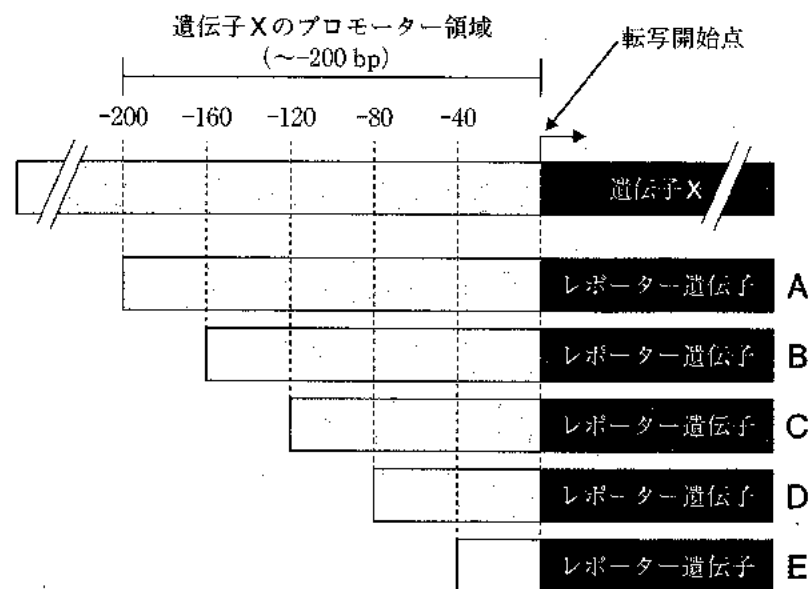 遺伝子Xのプロモーター領域
(～-200 bp)
転写開始点
-200 -160 -120 -80 -40
遺伝子X
レポーター遺伝子 A
レポーター遺伝子 B
レポーター遺伝子 C
レポーター遺伝子 D
レポーター遺伝子 E